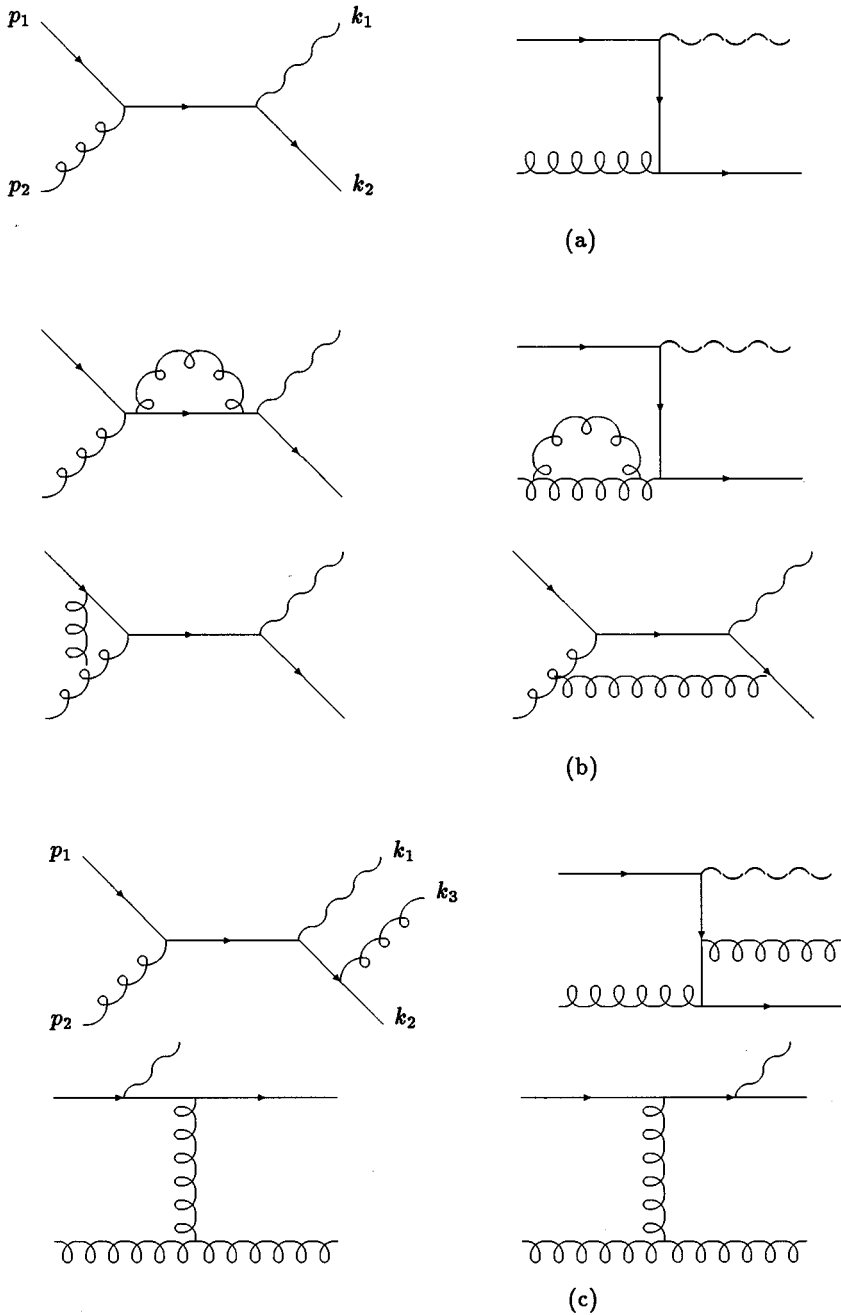 p₁ k₁
p₂ k₂
(a)
(b)
p₁ k₁
k₃
p₂ k₂
(c)